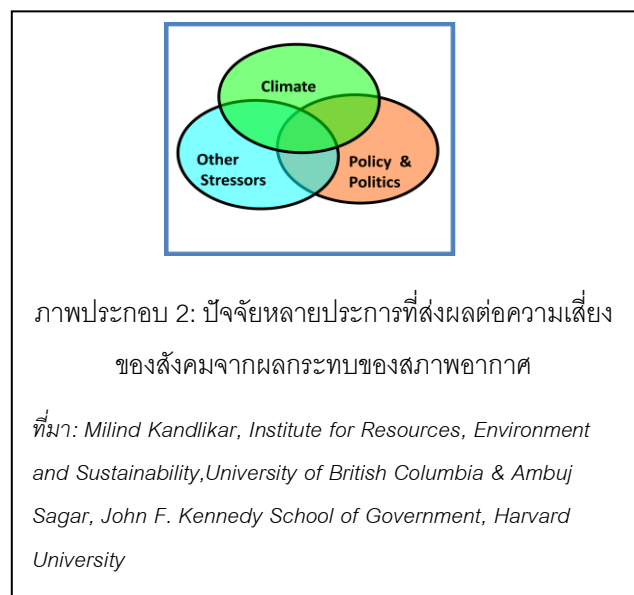 Climate
Other
Stressors
Policy &
Politics
ภาพประกอบ 2: ปัจจัยหลายประการที่ส่งผลต่อความเสี่ยง
ของสังคมจากผลกระทบของสภาพอากาศ
ที่มา: Milind Kandlikar, Institute for Resources, Environment
and Sustainability,University of British Columbia & Ambuj
Sagar, John F. Kennedy School of Government, Harvard
University